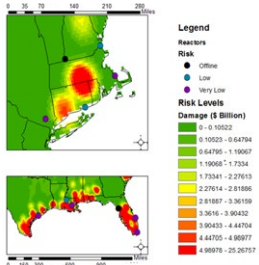 0 35 70 140 210 280
Miles
Legend
Reactors
Risk
Offline
Low
Very Low
Risk Levels
Damage ($ Billion)
0 - 0.10522
0.10523 - 0.64794
0.64795 - 1.19067
1.19068 - 1.7334
1.73341 - 2.27613
2.27614 - 2.81886
2.81887 - 3.36159
3.3616 - 3.90432
3.90433 - 4.44704
4.44705 - 4.98977
4.98978 - 25.26757
Miles